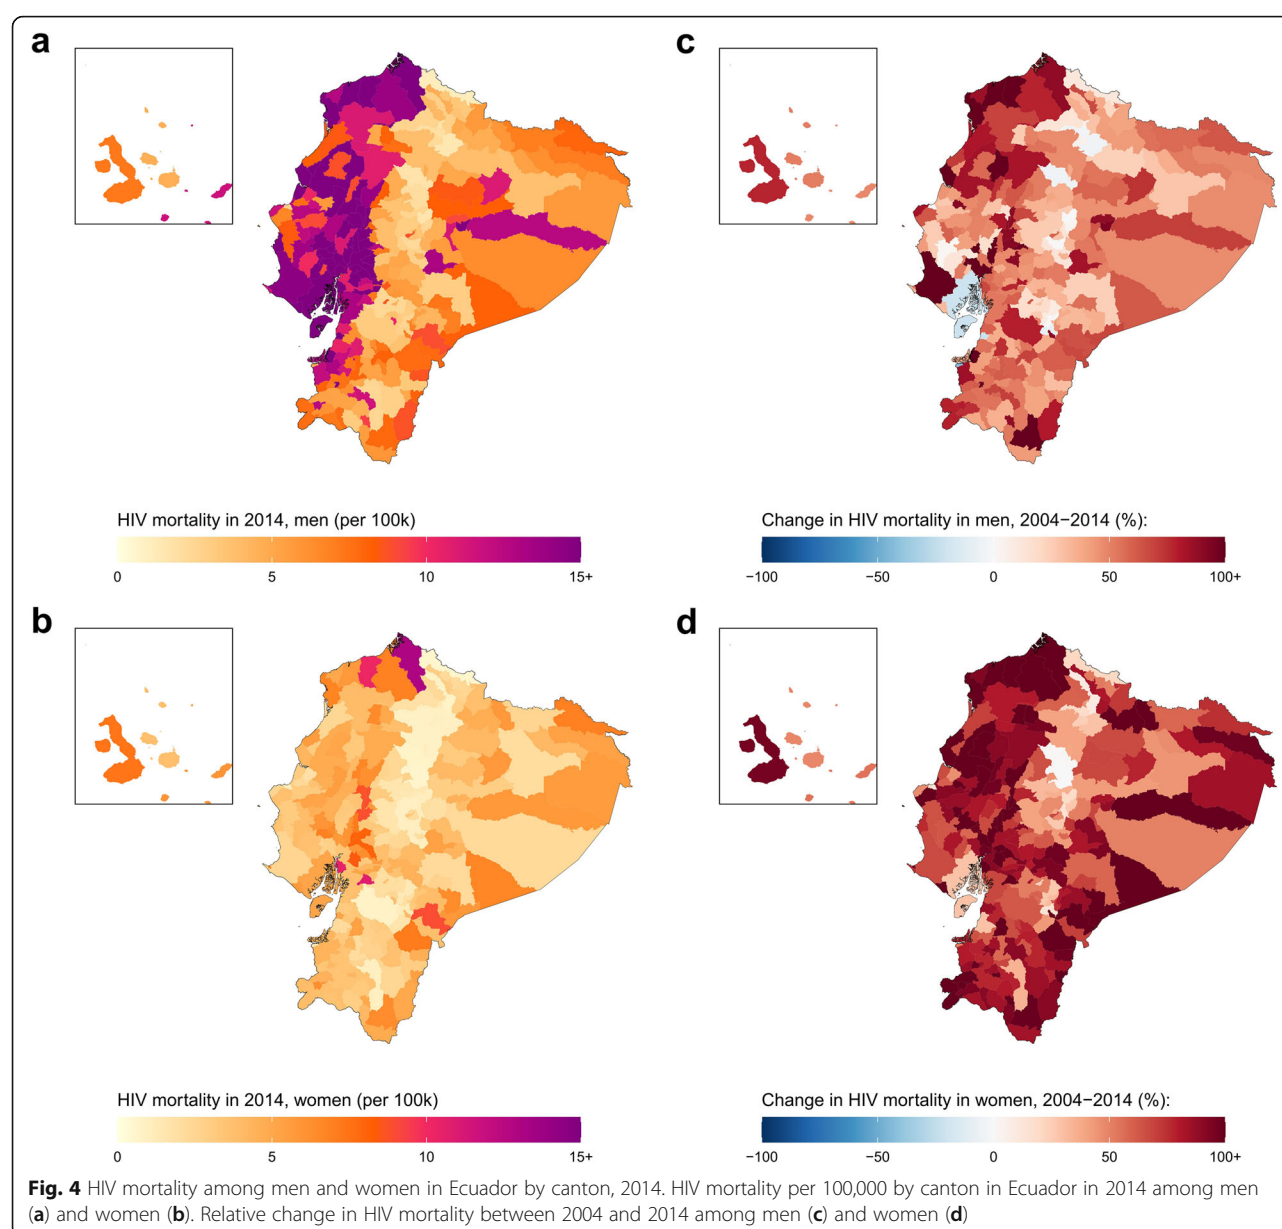 a
c
HIV mortality in 2014, men (per 100k)
0 5 10 15+
Change in HIV mortality in men, 2004−2014 (%):
−100 −50 0 50 100+
b
d
HIV mortality in 2014, women (per 100k)
0 5 10 15+
Change in HIV mortality in women, 2004−2014 (%):
−100 −50 0 50 100+
Fig. 4 HIV mortality among men and women in Ecuador by canton, 2014. HIV mortality per 100,000 by canton in Ecuador in 2014 among men
(a) and women (b). Relative change in HIV mortality between 2004 and 2014 among men (c) and women (d)